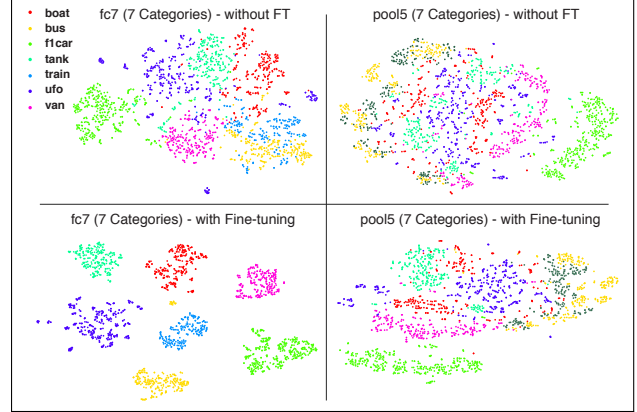 boat
bus
f1car
tank
train
ufo
van
fc7 (7 Categories) - without FT
pool5 (7 Categories) - without FT
fc7 (7 Categories) - with Fine-tuning
pool5 (7 Categories) - with Fine-tuning